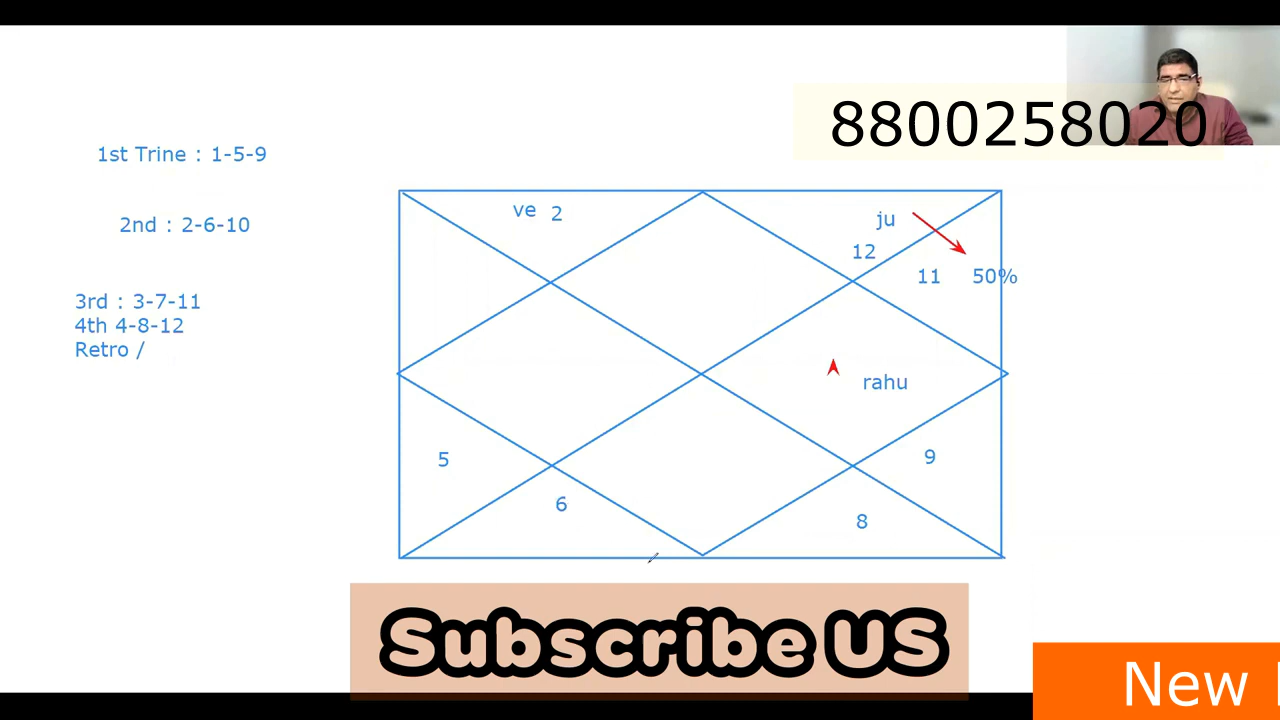 8800258020
1st Trine : 1-5-9
2nd : 2-6-10
3rd : 3-7-11
4th 4-8-12
Retro /
ve 2
ju
12
11 50%
rahu
5
9
6
8
Subscribe US
New